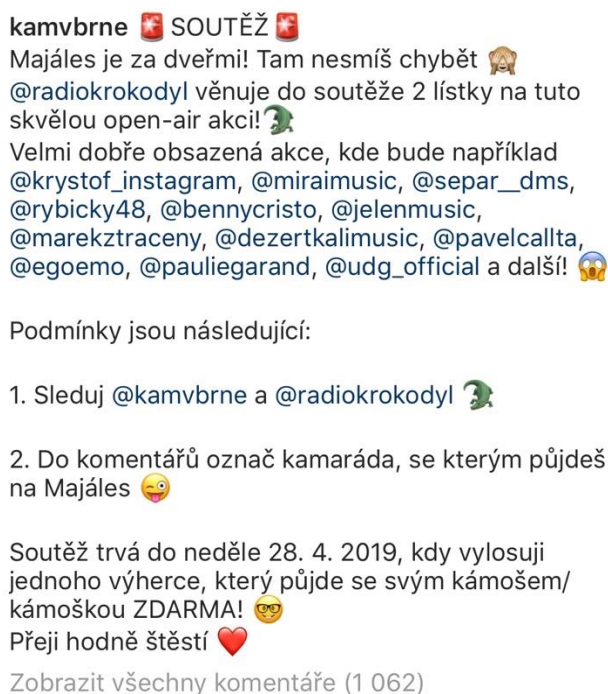 kamvbrne 🚨 SOUTĚŽ 🚨
Majáles je za dveřmi! Tam nesmíš chybět 🙈
@radiokrokodyl věnuje do soutěže 2 lístky na tuto
skvělou open-air akci!🐊
Velmi dobře obsazená akce, kde bude například
@krystof_instagram, @miraimusic, @separ__dms,
@rybicky48, @bennycristo, @jelenmusic,
@marekztraceny, @dezertkalimusic, @pavelcallta,
@egoemo, @pauliegarand, @udg_official a další! 😱
Podmínky jsou následující:
1. Sleduj @kamvbrne a @radiokrokodyl 🐊
2. Do komentářů označ kamaráda, se kterým půjdeš
na Majáles 😜
Soutěž trvá do neděle 28. 4. 2019, kdy vylosuji
jednoho výherce, který půjde se svým kámošem/
kámoškou ZDARMA! 🤓
Přeji hodně štěstí ❤️
Zobrazit všechny komentáře (1 062)